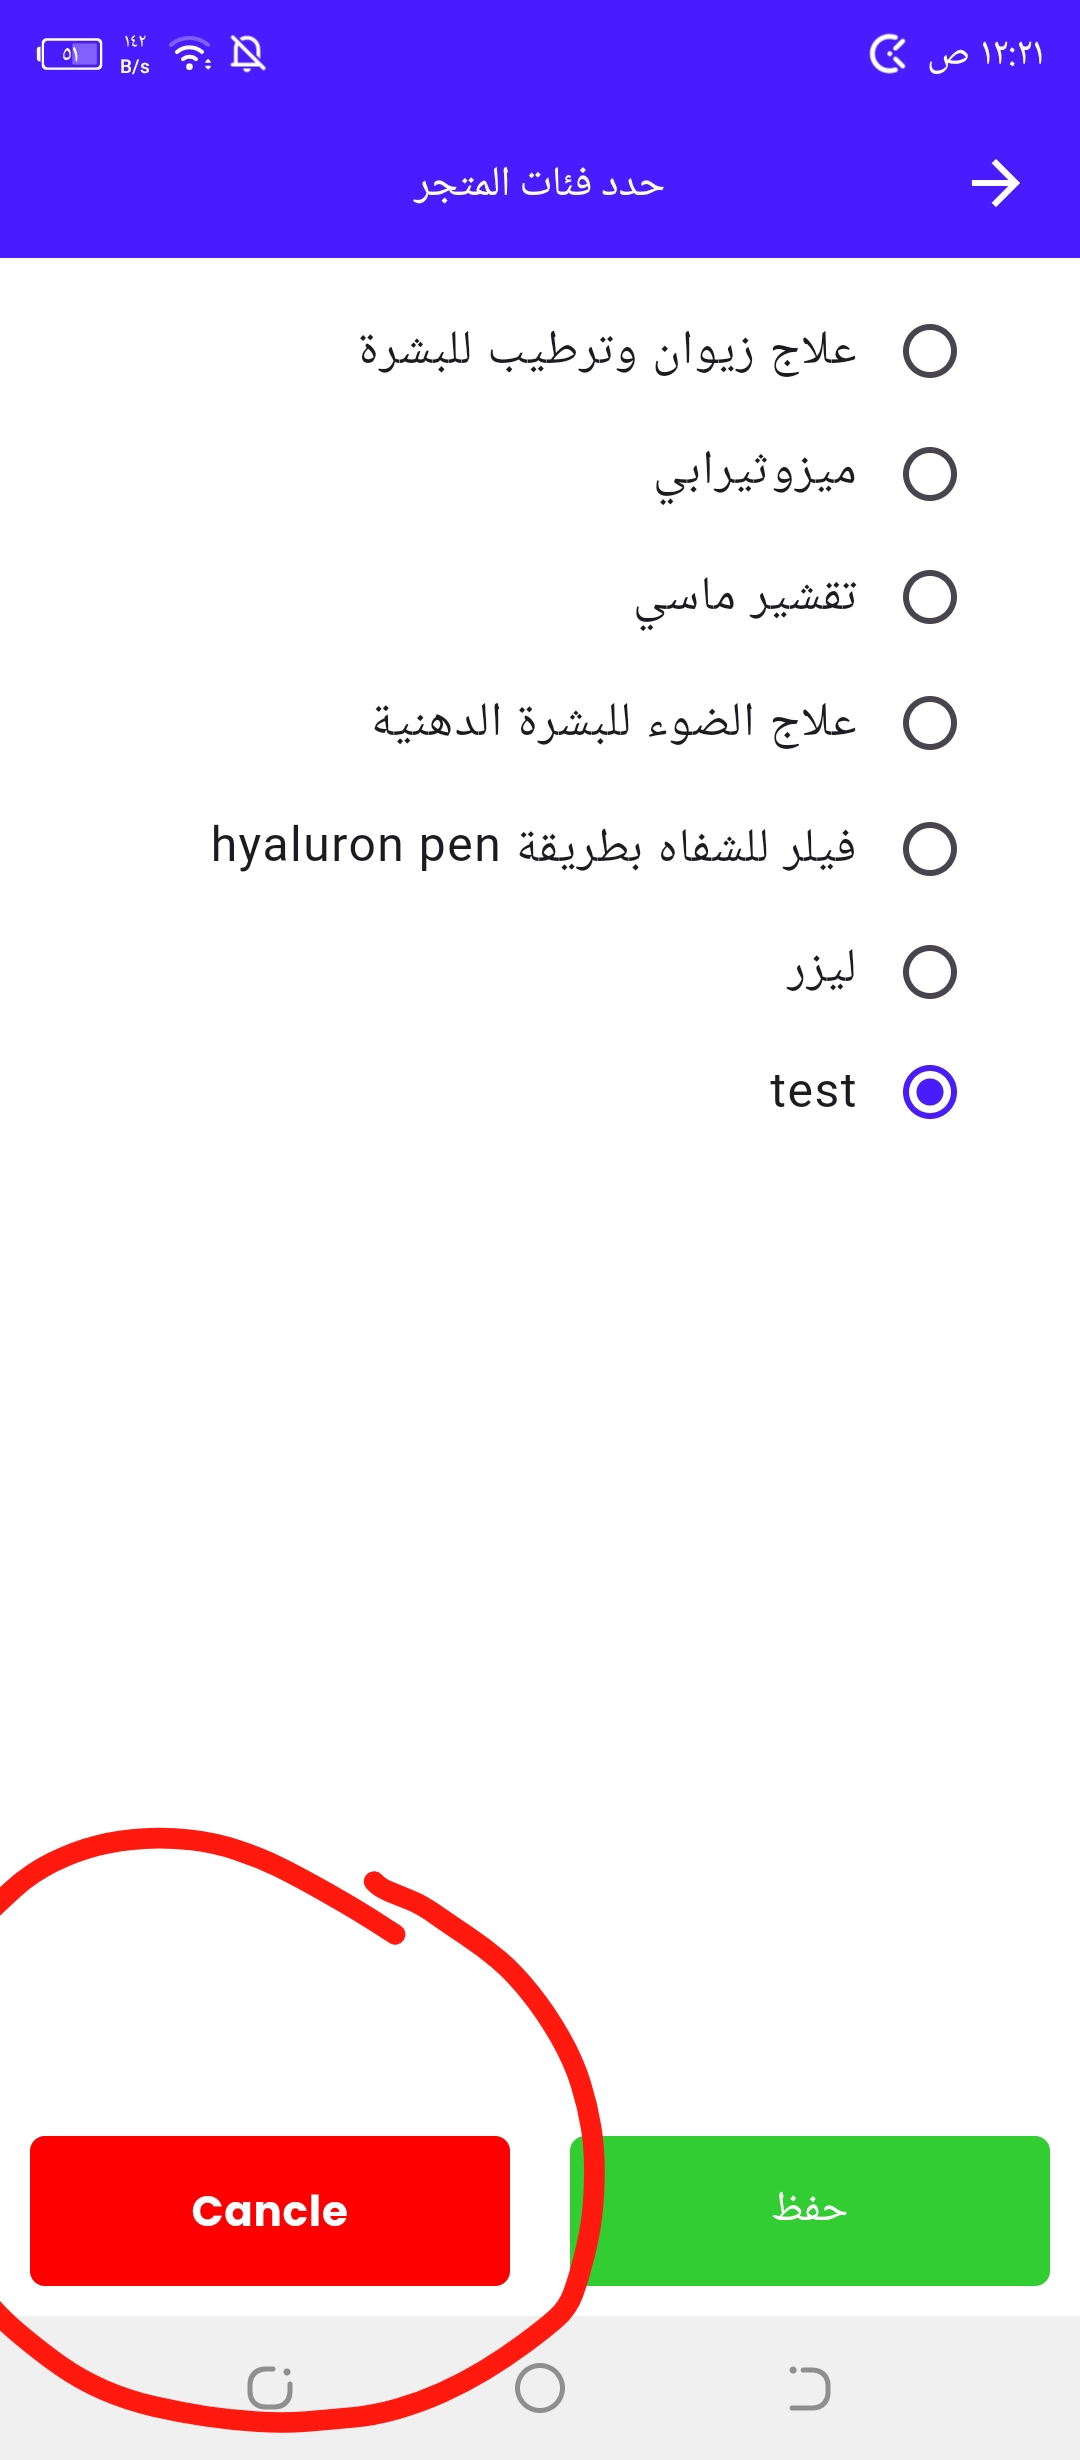 ١٢:٢١ ص
١٤٢
B/s
٥١
حدد فئات المتجر
علاج زيوان وترطيب للبشرة
ميزوثيرابي
تقشير ماسي
علاج الضوء للبشرة الدهنية
فيلر للشفاه بطريقة hyaluron pen
ليزر
test
حفظ
Cancle